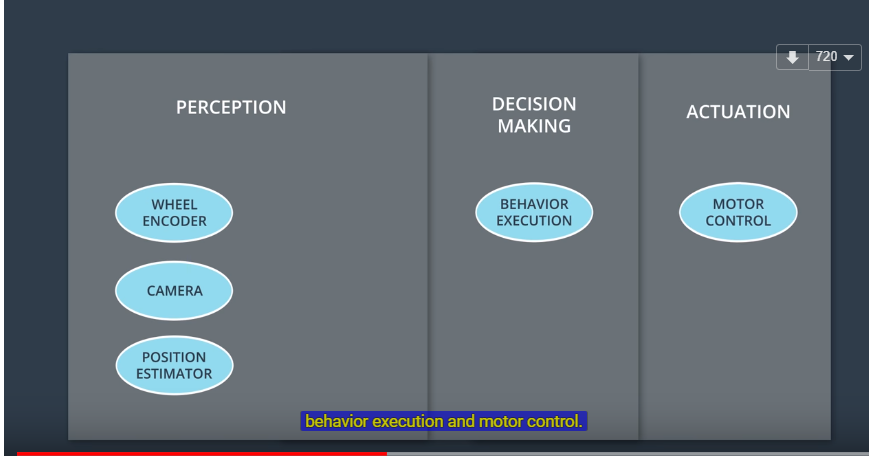 720
PERCEPTION
DECISION
MAKING
ACTUATION
WHEEL
ENCODER
BEHAVIOR
EXECUTION
MOTOR
CONTROL
CAMERA
POSITION
ESTIMATOR
behavior execution and motor control.